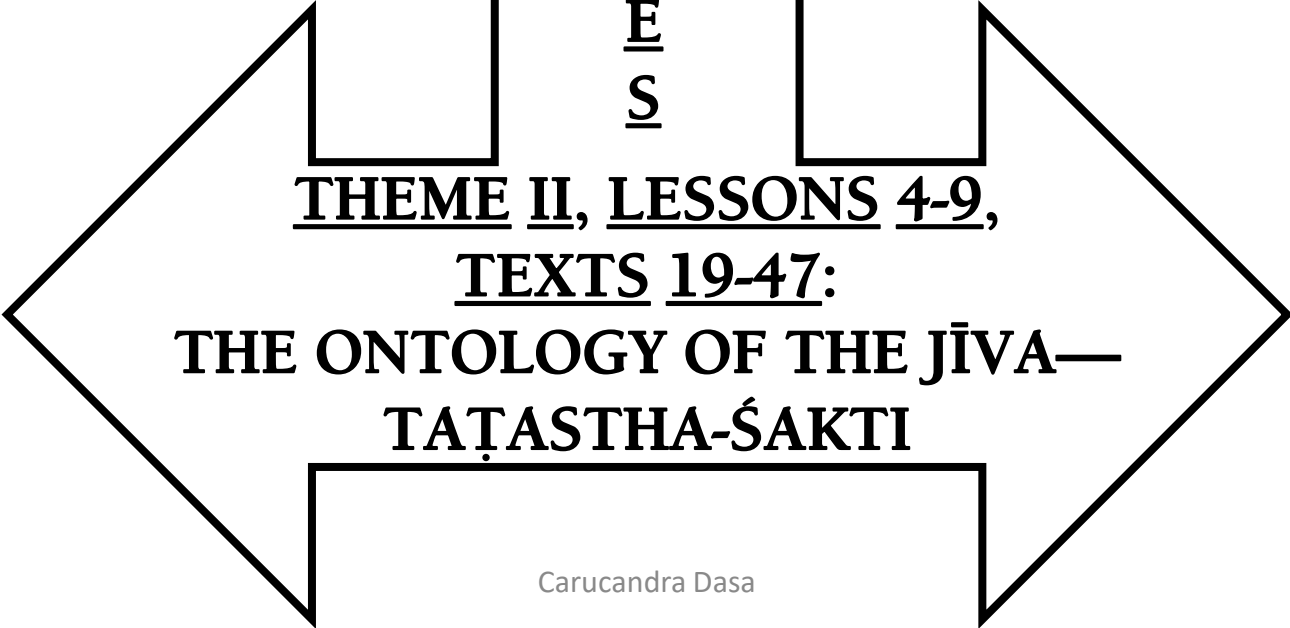 E
S
THEME II, LESSONS 4-9,
TEXTS 19-47:
THE ONTOLOGY OF THE JĪVA—
TAṬASTHA-ŚAKTI
Carucandra Dasa